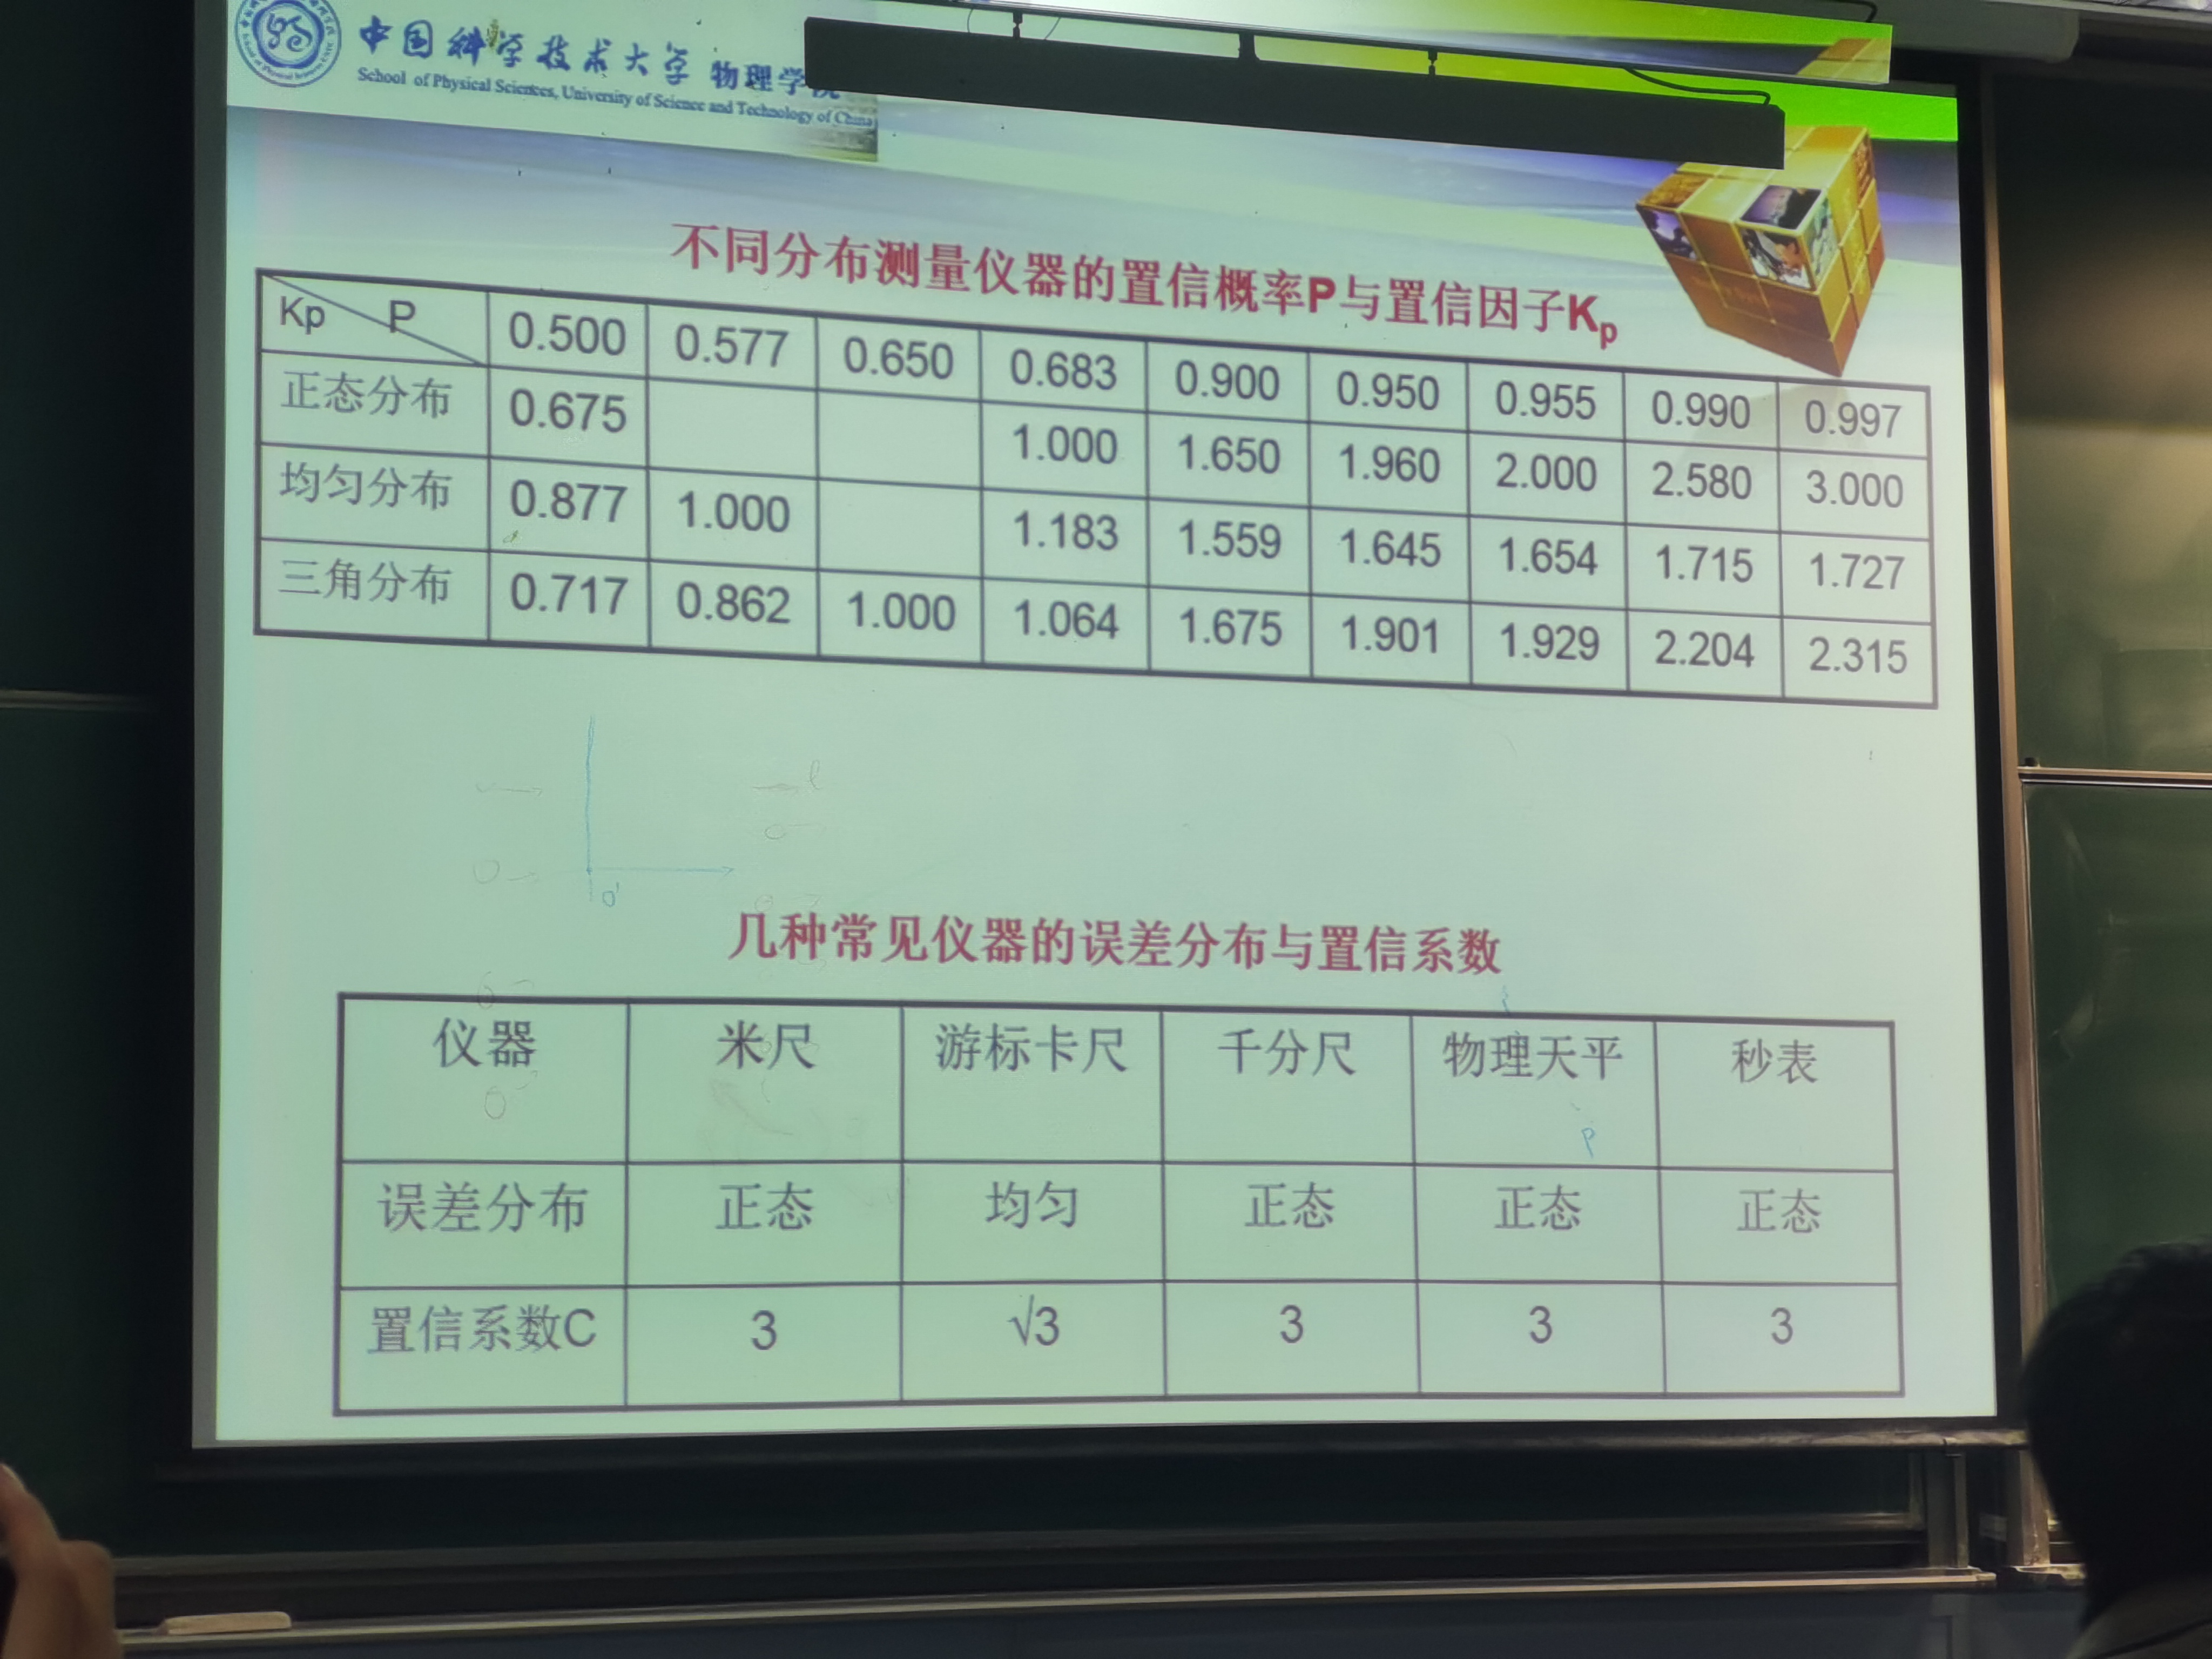 中国科学技术大学 物理学院
School of Physical Sciences, University of Science and Technology of China
不同分布测量仪器的置信概率P与置信因子Kp
Kp P 0.500 0.577 0.650 0.683 0.900 0.950 0.955 0.990 0.997
正态分布 0.675 1.000 1.650 1.960 2.000 2.580 3.000
均匀分布 0.877 1.000 1.183 1.559 1.645 1.654 1.715 1.727
三角分布 0.717 0.862 1.000 1.064 1.675 1.901 1.929 2.204 2.315
几种常见仪器的误差分布与置信系数
仪器 米尺 游标卡尺 千分尺 物理天平 秒表
误差分布 正态 均匀 正态 正态 正态
置信系数C 3 √3 3 3 3